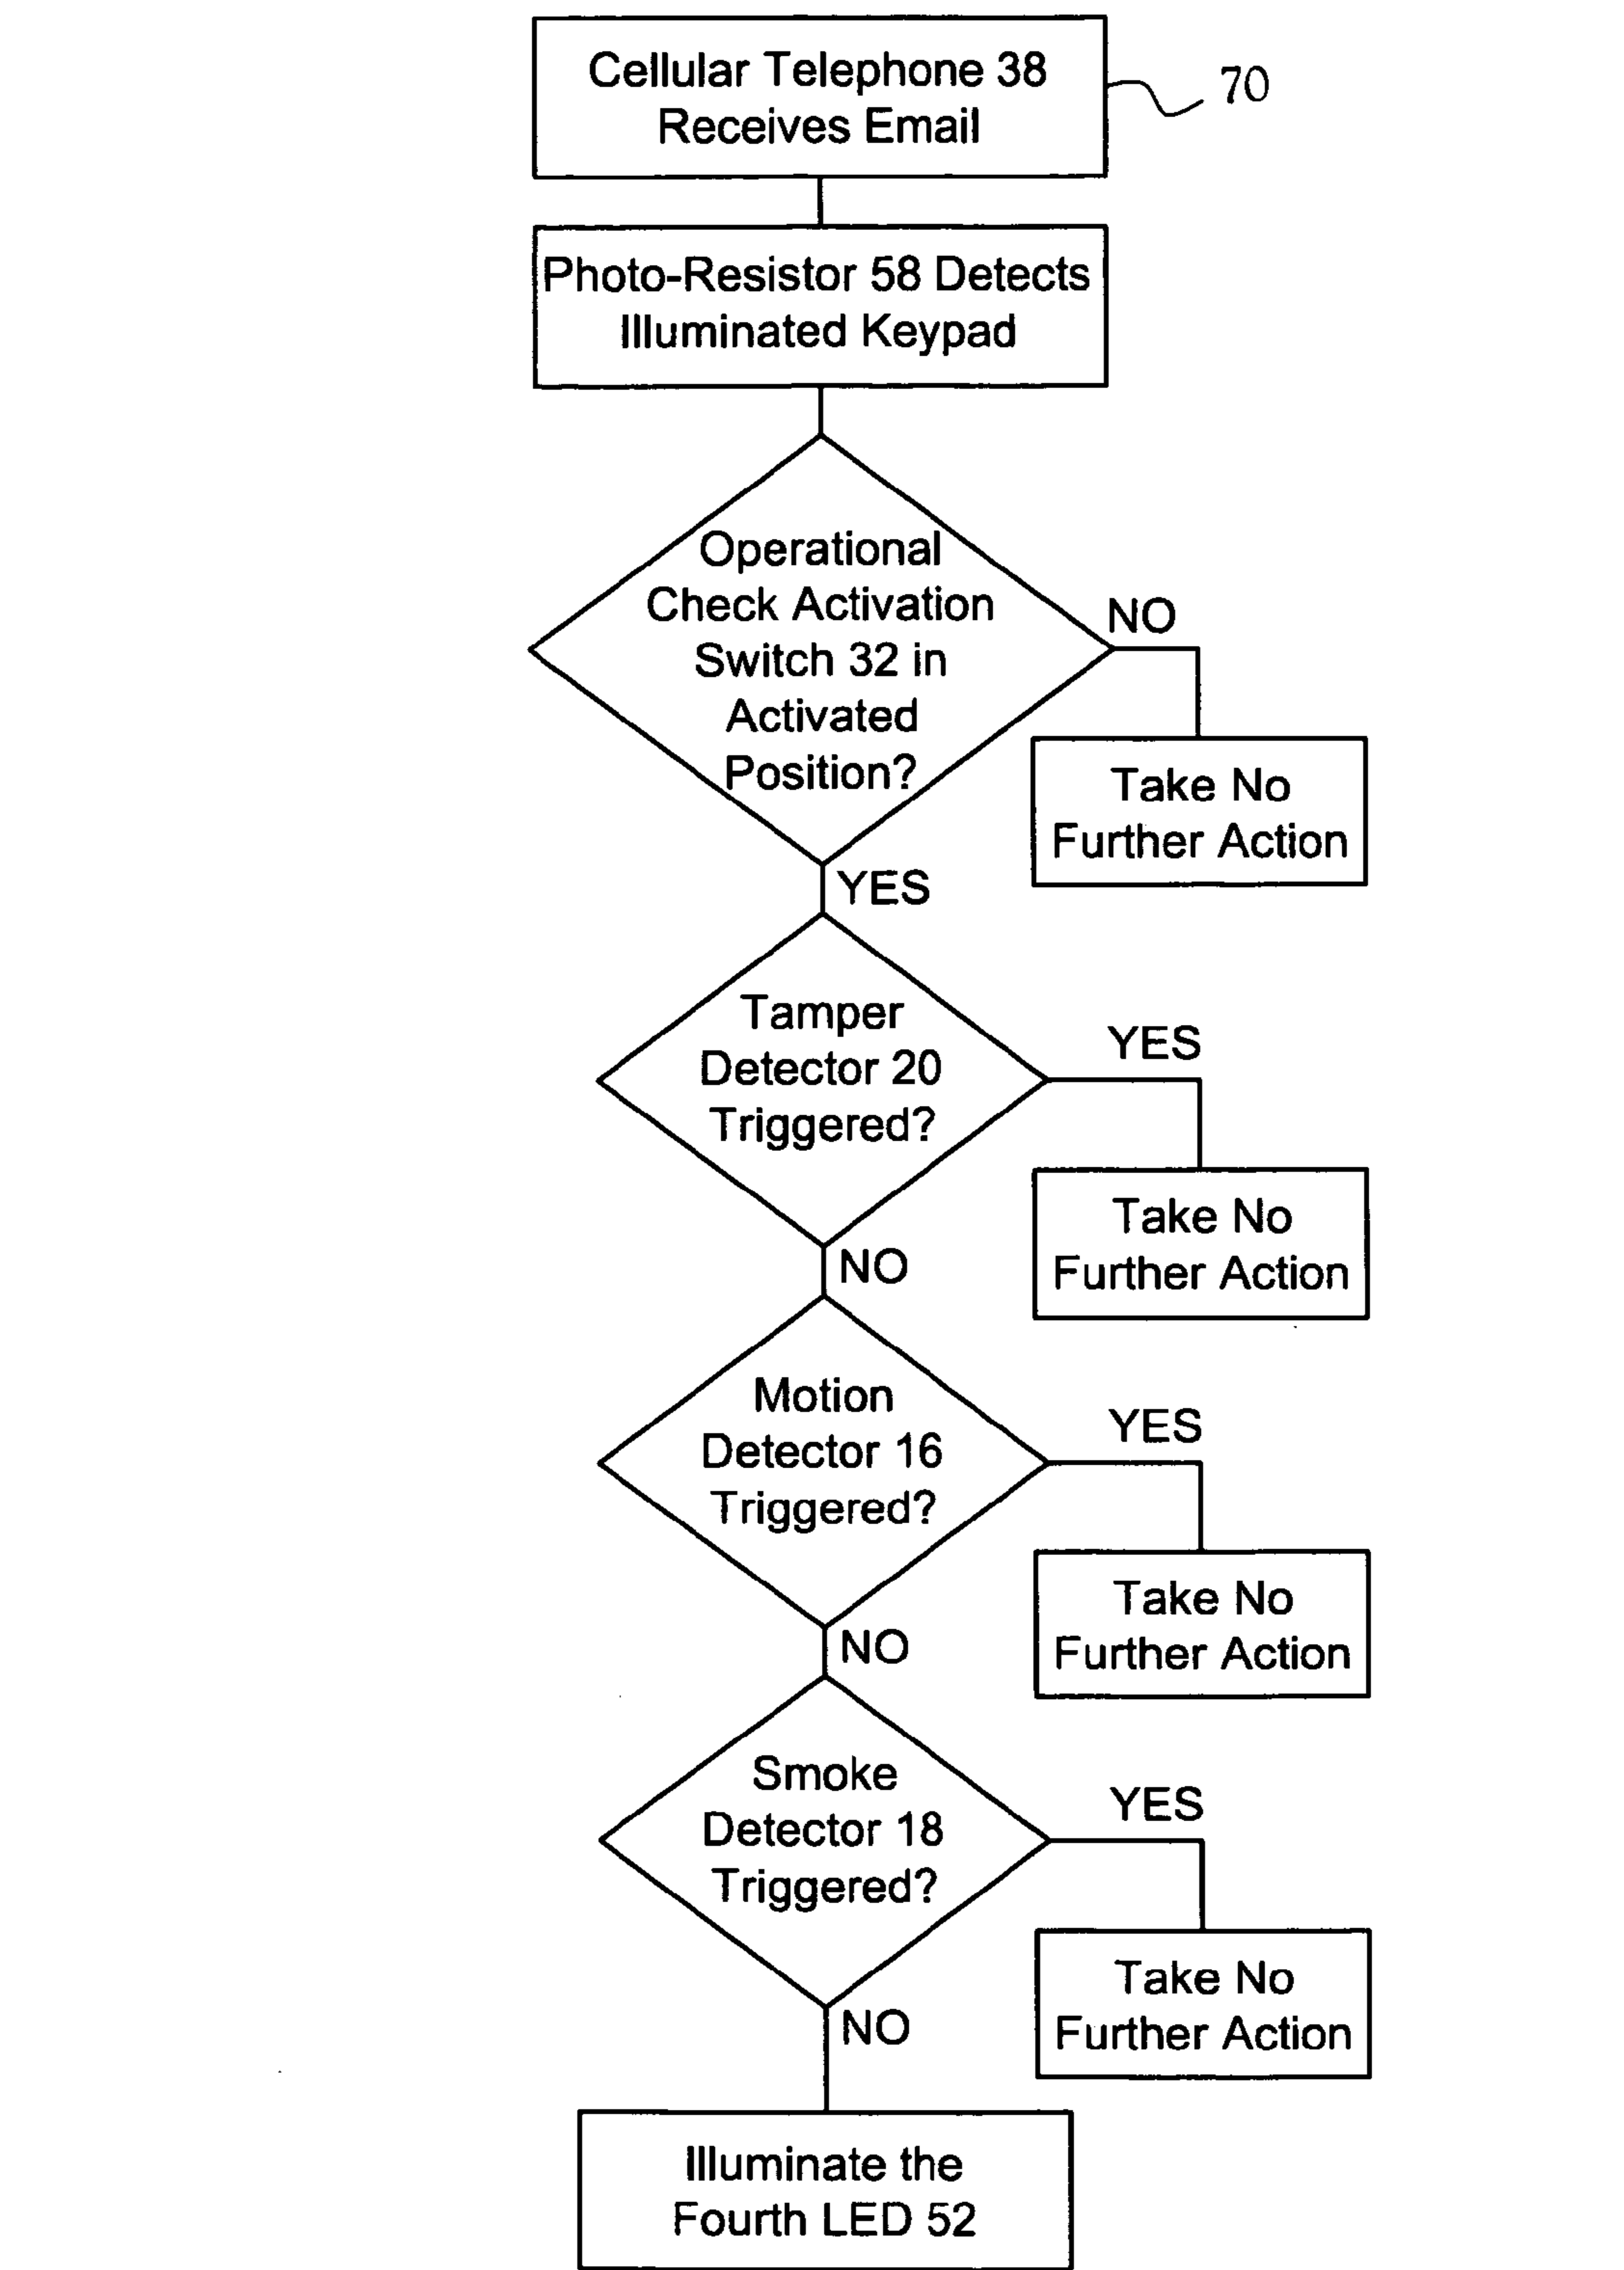 Cellular Telephone 38
Receives Email
70
Photo-Resistor 58 Detects
Illuminated Keypad
Operational
Check Activation
Switch 32 in
Activated
Position?
NO
Take No
Further Action
YES
Tamper
Detector 20
Triggered?
YES
Take No
Further Action
NO
Motion
Detector 16
Triggered?
YES
Take No
Further Action
NO
Smoke
Detector 18
Triggered?
YES
Take No
Further Action
NO
Illuminate the
Fourth LED 52